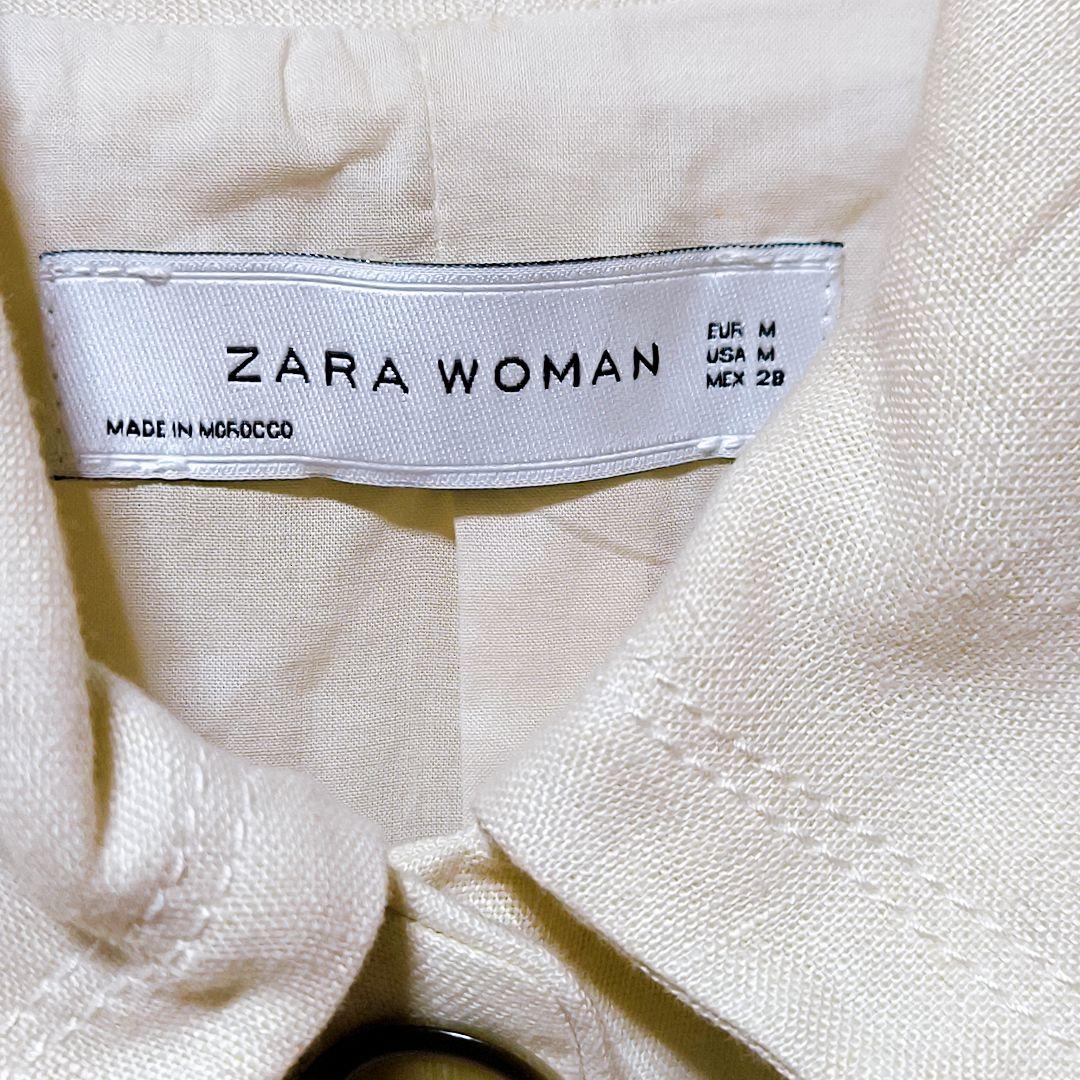 ZARA WOMAN
EUR M
USA M
MEX 28
MADE IN MOROCCO